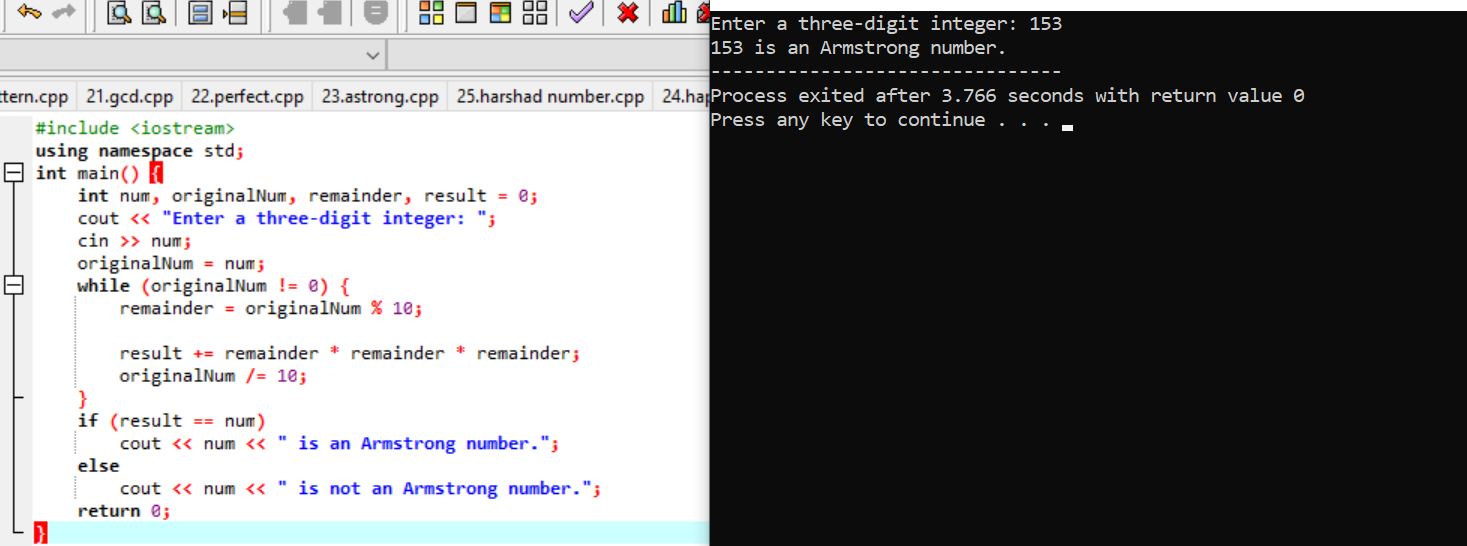 ttern.cpp 21.gcd.cpp 22.perfect.cpp 23.astrong.cpp 25.harshad number.cpp 24.hap
#include <iostream>
using namespace std;
int main() {
int num, originalNum, remainder, result = 0;
cout << "Enter a three-digit integer: ";
cin >> num;
originalNum = num;
while (originalNum != 0) {
remainder = originalNum % 10;
result += remainder * remainder * remainder;
originalNum /= 10;
}
if (result == num)
cout << num << " is an Armstrong number.";
else
cout << num << " is not an Armstrong number.";
return 0;
}
Enter a three-digit integer: 153
153 is an Armstrong number.
--------------------------------
Process exited after 3.766 seconds with return value 0
Press any key to continue . . .